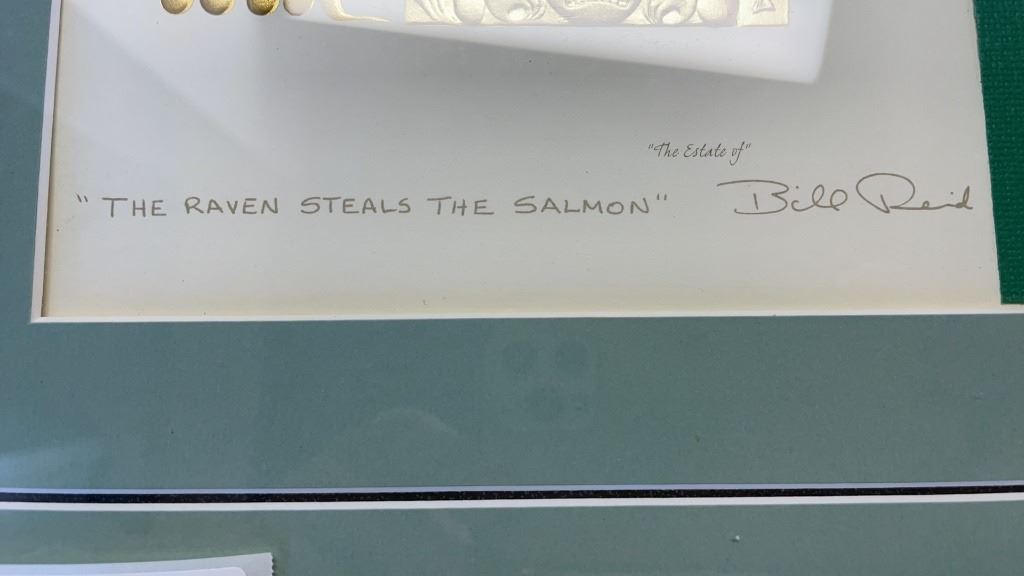 "The Estate of"
"THE RAVEN STEALS THE SALMON" Bill Reid